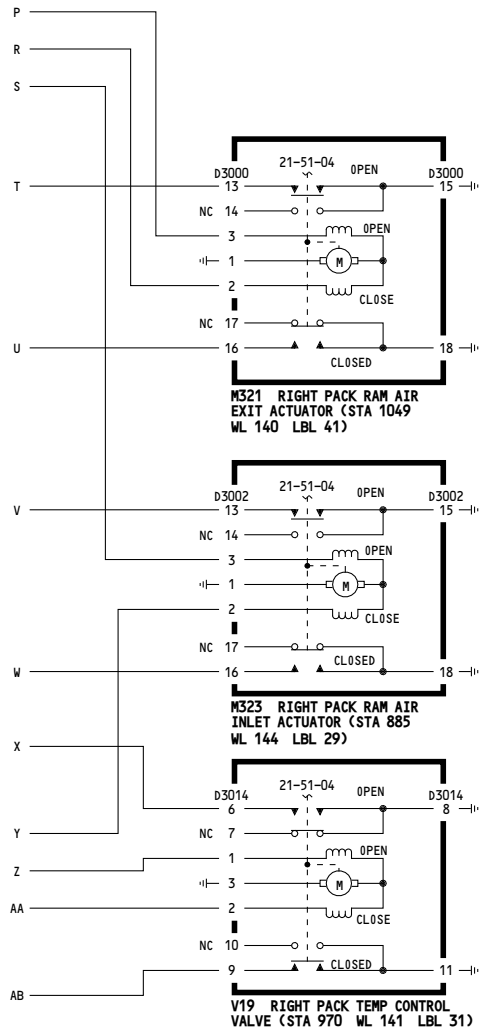 P
R
S
21-51-04
OPEN
D3000
D3000
T
13
15
NC 14
3
OPEN
1
M
2
CLOSE
NC 17
U
16
18
CLOSED
M321 RIGHT PACK RAM AIR
EXIT ACTUATOR (STA 1049
WL 140 LBL 41)
21-51-04
OPEN
D3002
D3002
V
13
15
NC 14
3
OPEN
1
M
2
CLOSE
NC 17
CLOSED
W
16
18
M323 RIGHT PACK RAM AIR
INLET ACTUATOR (STA 885
WL 144 LBL 29)
X
21-51-04
OPEN
D3014
D3014
6
8
Y
NC 7
1
OPEN
Z
3
M
AA
2
CLOSE
NC 10
CLOSED
9
11
AB
V19 RIGHT PACK TEMP CONTROL
VALVE (STA 970 WL 141 LBL 31)